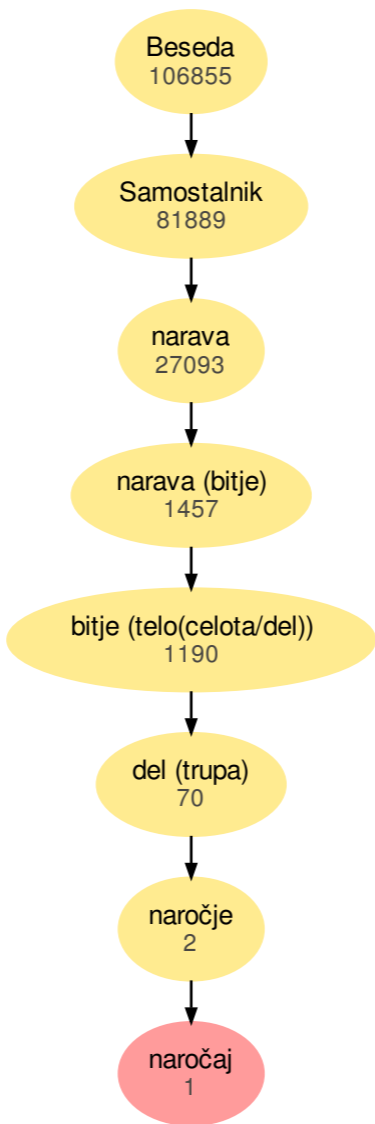 Beseda
106855
Samostalnik
81889
narava
27093
narava (bitje)
1457
bitje (telo(celota/del))
1190
del (trupa)
70
naročje
2
naročaj
1